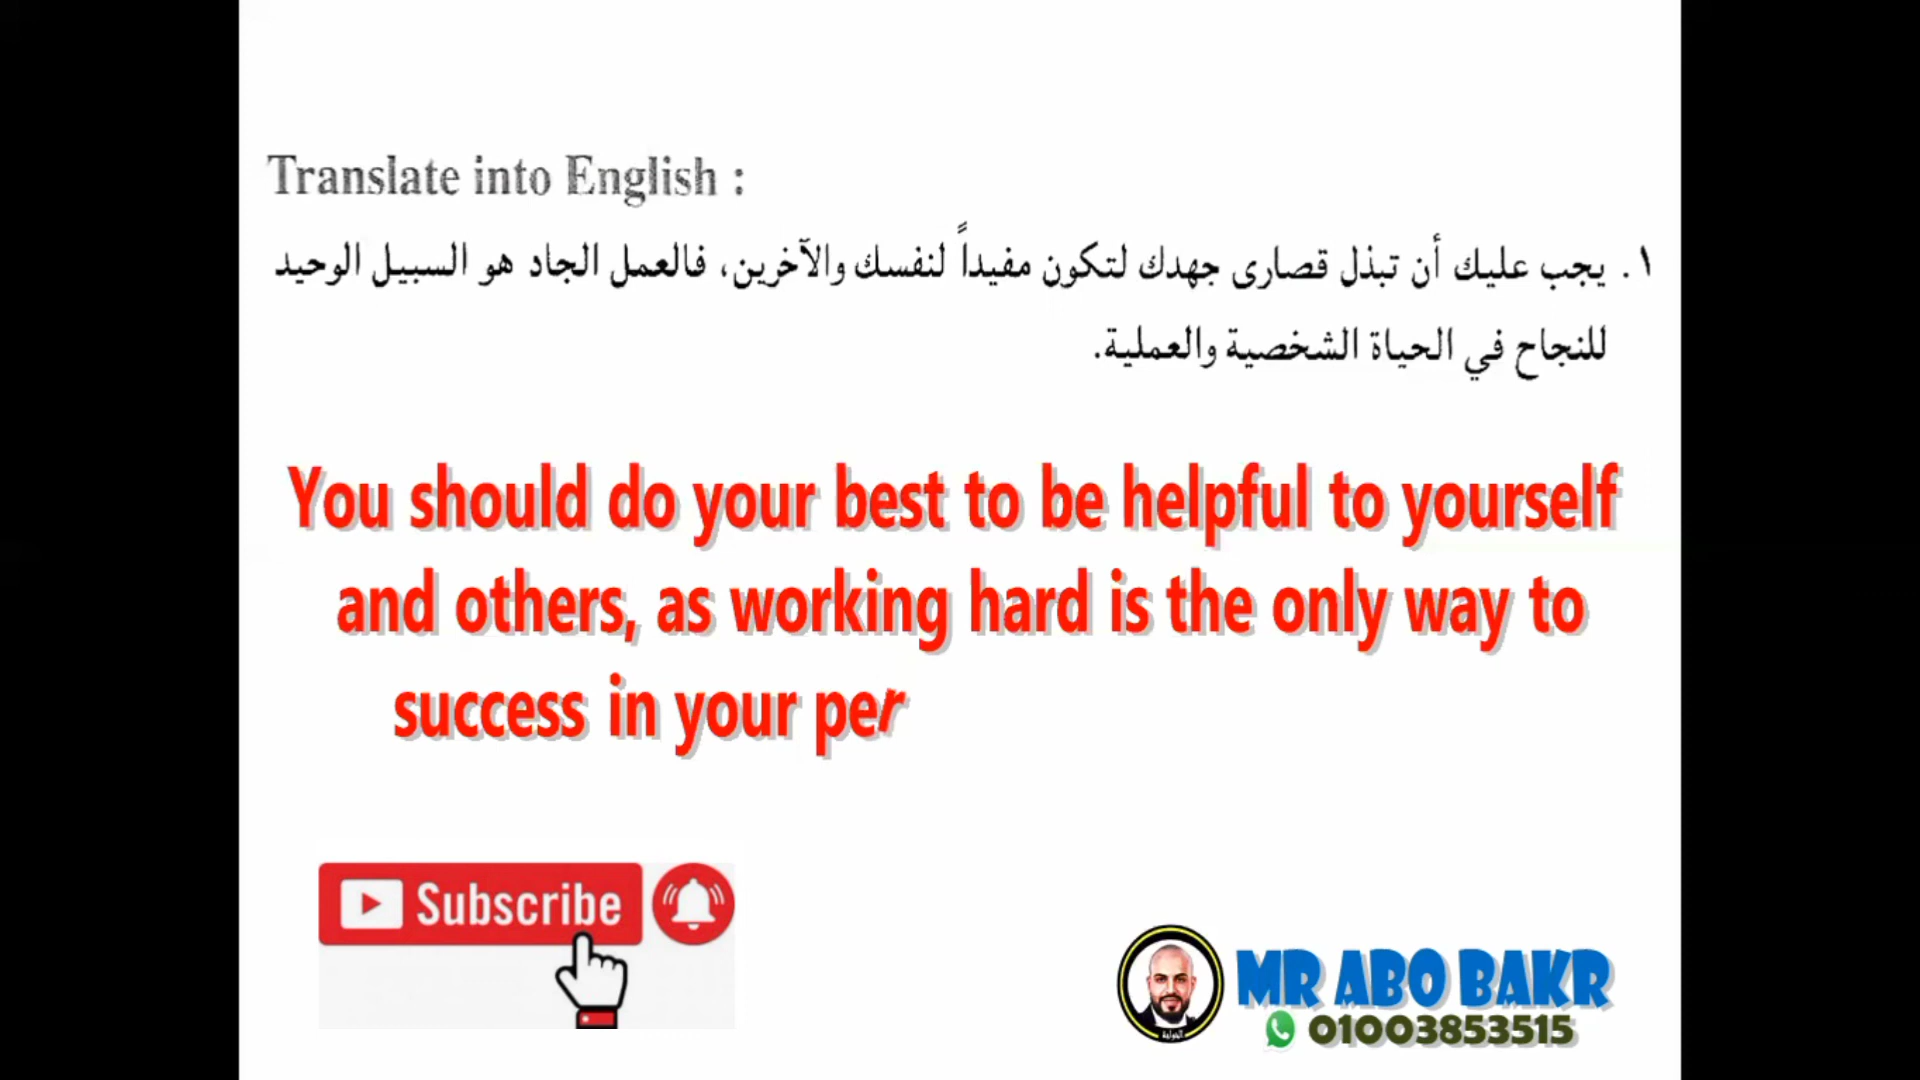 Translate into English :
١. يجب عليك أن تبذل قصارى جهدك لتكون مفيداً لنفسك والآخرين، فالعمل الجاد هو السبيل الوحيد
للنجاح في الحياة الشخصية والعملية.
You should do your best to be helpful to yourself
and others, as working hard is the only way to
success in your per
Subscribe
MR ABO BAKR
01003853515